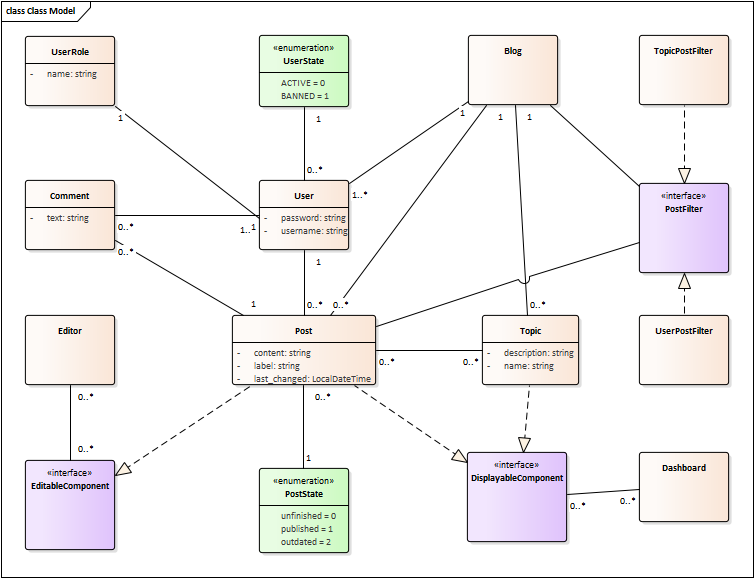 class Class Model
UserRole
- name: string
«enumeration»
UserState
ACTIVE = 0
BANNED = 1
Blog
TopicPostFilter
1
1
1
1
1
0..*
1..*
Comment
- text: string
User
- password: string
- username: string
«interface»
PostFilter
0..*
1..1
0..*
1
1
0..*
0..*
0..*
Editor
Post
- content: string
- label: string
- last_changed: LocalDateTime
Topic
- description: string
- name: string
UserPostFilter
0..*
0..*
0..*
0..*
0..*
«interface»
EditableComponent
«enumeration»
PostState
unfinished = 0
published = 1
outdated = 2
1
«interface»
DisplayableComponent
Dashboard
0..*
0..*